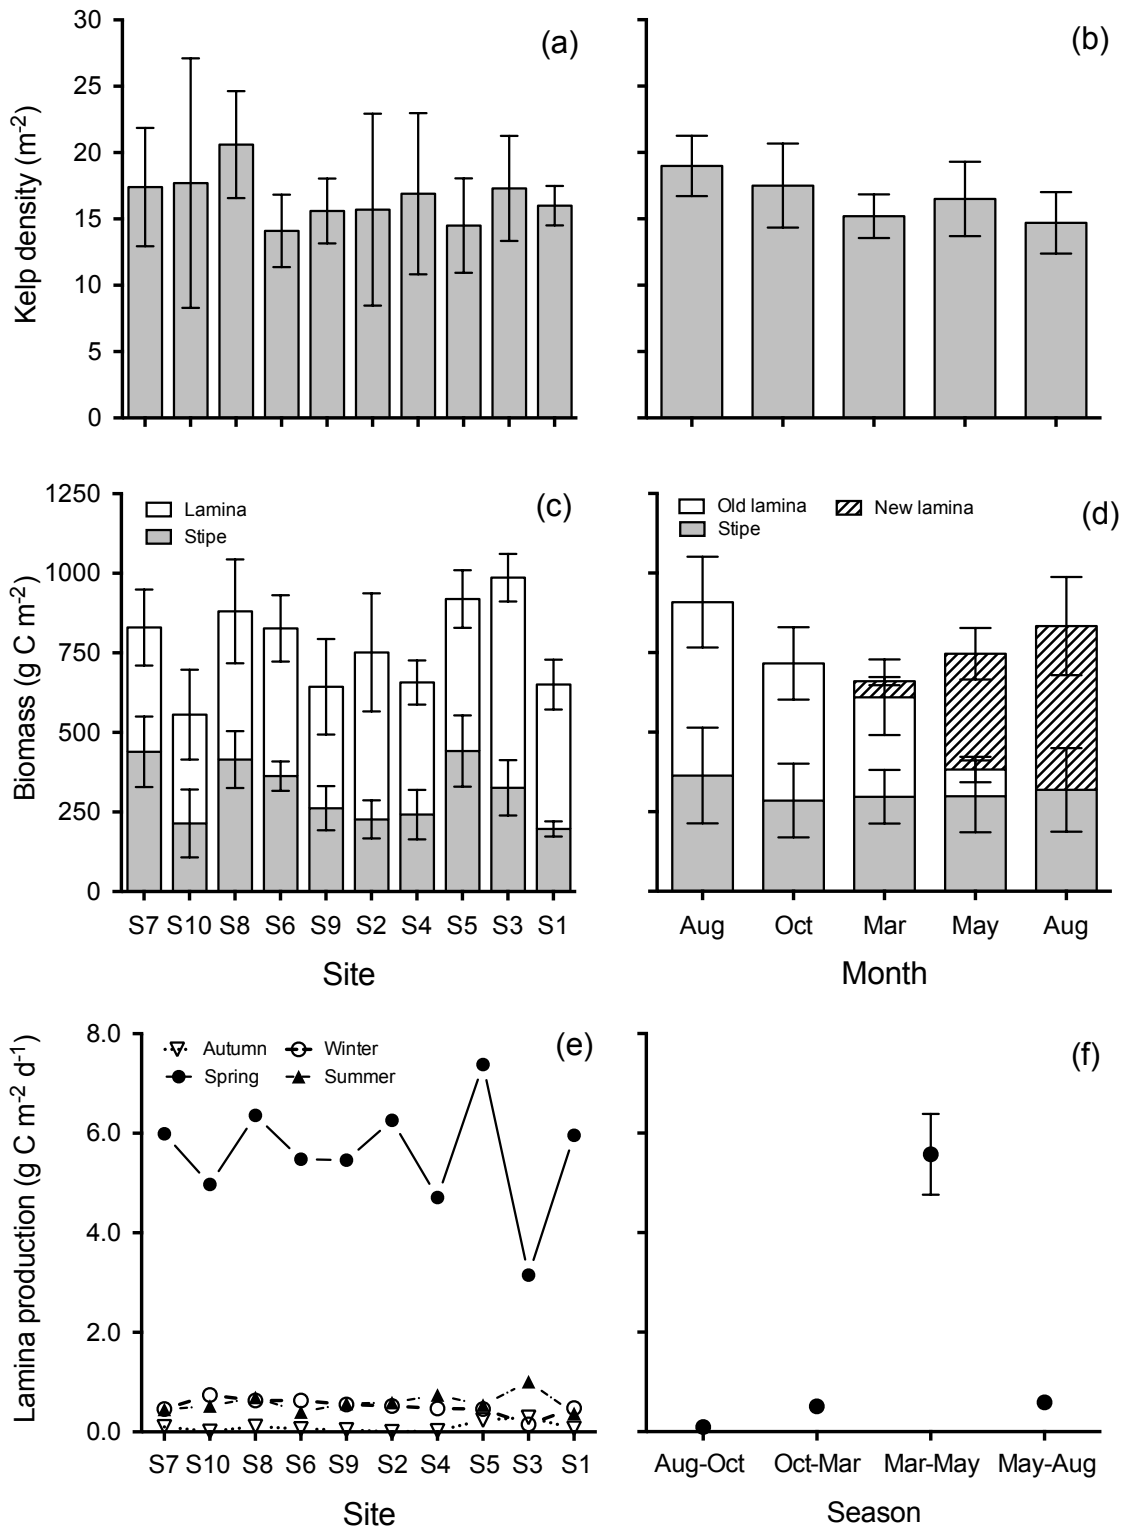 (a)
(b)
Kelp density (m-2)
30
25
20
15
10
5
0
(c)
(d)
Biomass (g C m-2)
1250
1000
750
500
250
0
Lamina
Stipe
Old lamina
New lamina
Stipe
S7 S10 S8 S6 S9 S2 S4 S5 S3 S1
Site
Aug Oct Mar May Aug
Month
(e)
(f)
Lamina production (g C m-2 d-1)
8.0
6.0
4.0
2.0
0.0
Autumn Winter
Spring Summer
S7 S10 S8 S6 S9 S2 S4 S5 S3 S1
Site
Aug-Oct Oct-Mar Mar-May May-Aug
Season